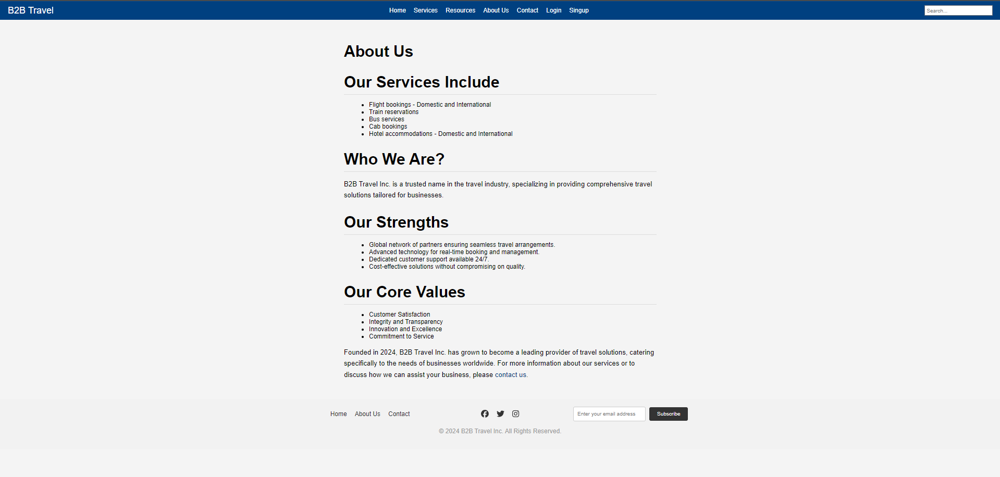 B2B Travel
Home Services Resources About Us Contact Login Singup
Search...
About Us
Our Services Include
Flight bookings - Domestic and International
Train reservations
Bus services
Cab bookings
Hotel accommodations - Domestic and International
Who We Are?
B2B Travel Inc. is a trusted name in the travel industry, specializing in providing comprehensive travel
solutions tailored for businesses.
Our Strengths
Global network of partners ensuring seamless travel arrangements.
Advanced technology for real-time booking and management.
Dedicated customer support available 24/7.
Cost-effective solutions without compromising on quality.
Our Core Values
Customer Satisfaction
Integrity and Transparency
Innovation and Excellence
Commitment to Service
Founded in 2024, B2B Travel Inc. has grown to become a leading provider of travel solutions, catering
specifically to the needs of businesses worldwide. For more information about our services or to
discuss how we can assist your business, please contact us.
Home About Us Contact
Enter your email address
Subscribe
© 2024 B2B Travel Inc. All Rights Reserved.